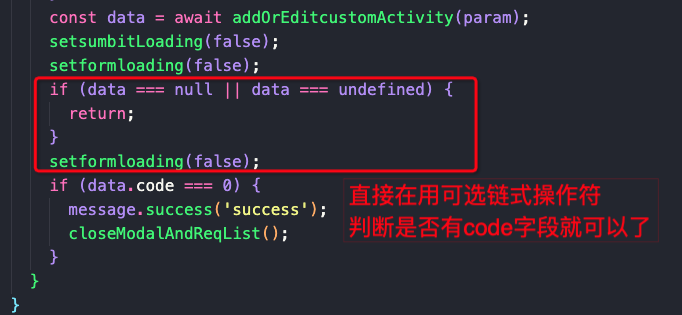 const data = await addOrEditcustomActivity(param);
setsumbitLoading(false);
setformloading(false);
if (data === null || data === undefined) {
return;
}
setformloading(false);
if (data.code === 0) {
message.success('success');
closeModalAndReqList();
}
}
}
直接在用可选链式操作符
判断是否有code字段就可以了